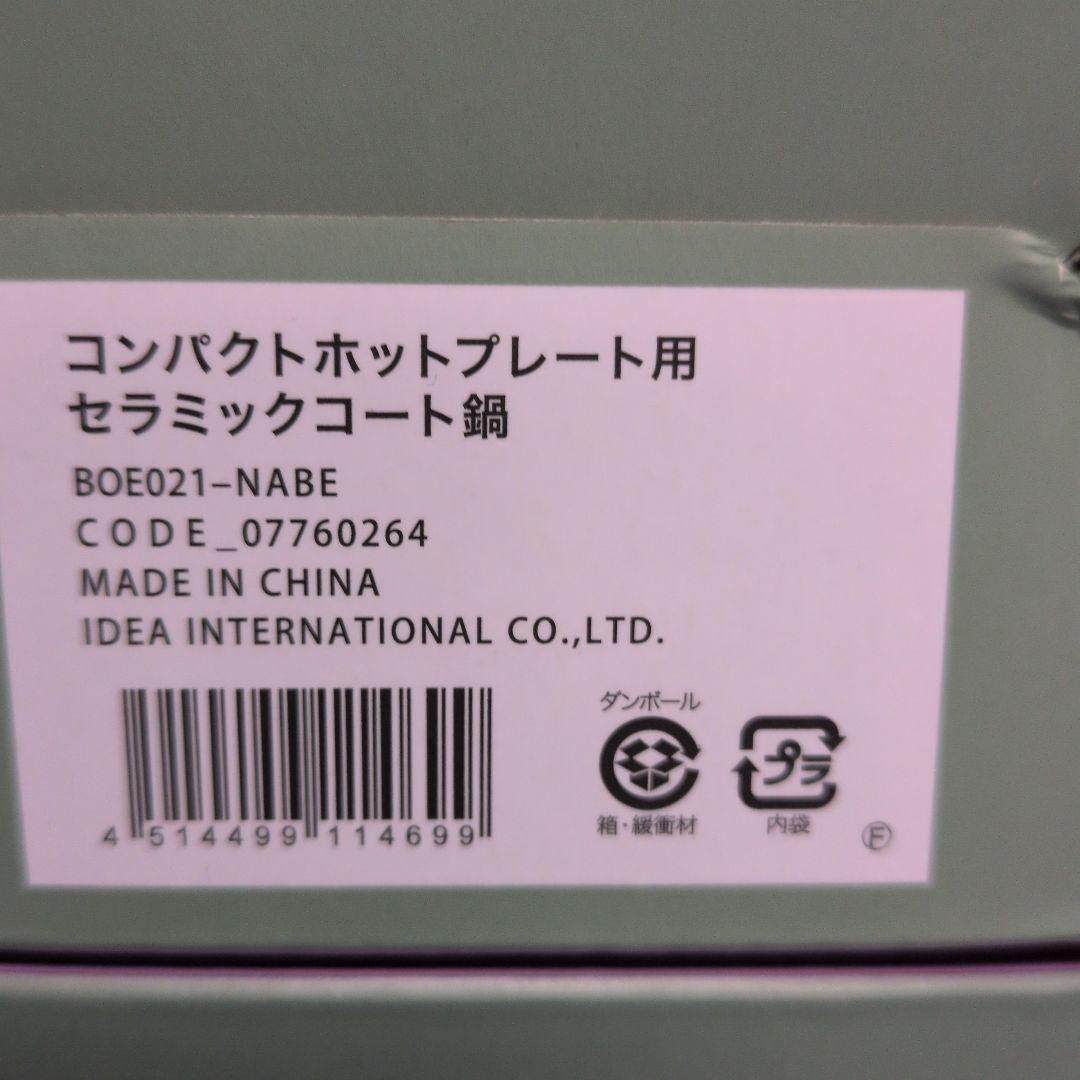 コンパクトホットプレート用
セラミックコート鍋
BOE021-NABE
CODE_07760264
MADE IN CHINA
IDEA INTERNATIONAL CO.,LTD.
4 514499 114699
ダンボール
箱・緩衝材
プラ
内袋
Ⓕ